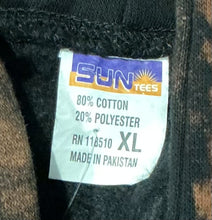 SUN TEES
80% COTTON
20% POLYESTER
RN 118510 XL
MADE IN PAKISTAN